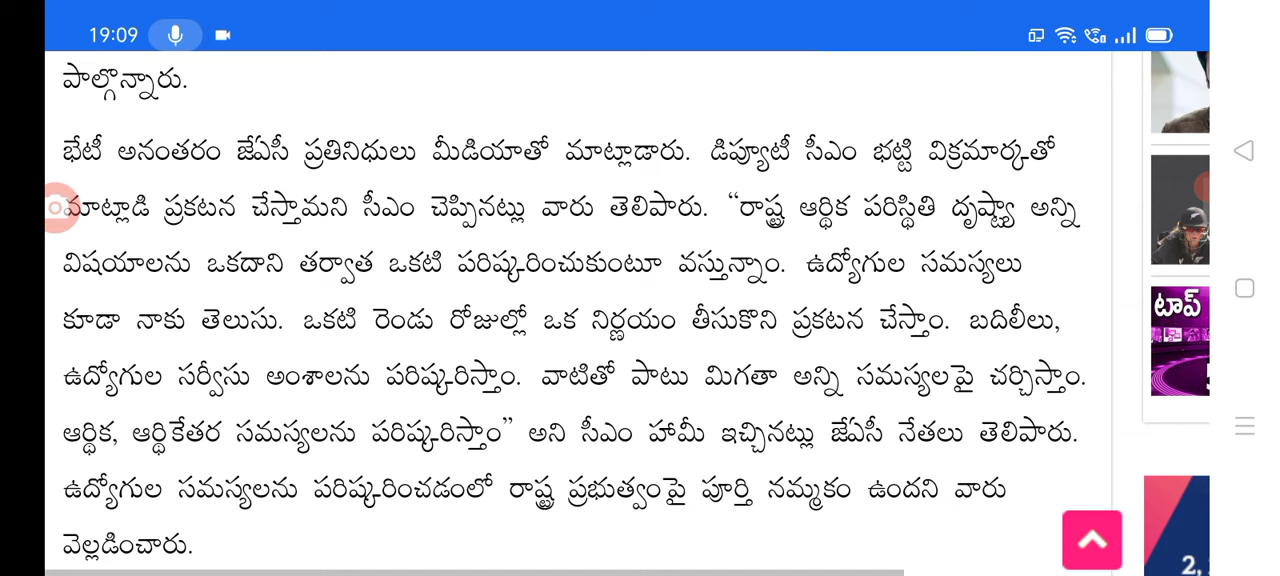 19:09
పాల్గొన్నారు.
భేటీ అనంతరం జేఏసీ ప్రతినిధులు మీడియాతో మాట్లాడారు. డిప్యూటీ సీఎం భట్టి విక్రమార్కతో
మాట్లాడి ప్రకటన చేస్తామని సీఎం చెప్పినట్లు వారు తెలిపారు. “రాష్ట్ర ఆర్థిక పరిస్థితి దృష్ట్యా అన్ని
విషయాలను ఒకదాని తర్వాత ఒకటి పరిష్కరించుకుంటూ వస్తున్నాం. ఉద్యోగుల సమస్యలు
కూడా నాకు తెలుసు. ఒకటి రెండు రోజుల్లో ఒక నిర్ణయం తీసుకొని ప్రకటన చేస్తాం. బదిలీలు,
ఉద్యోగుల సర్వీసు అంశాలను పరిష్కరిస్తాం. వాటితో పాటు మిగతా అన్ని సమస్యలపై చర్చిస్తాం.
ఆర్థిక, ఆర్థికేతర సమస్యలను పరిష్కరిస్తాం” అని సీఎం హామీ ఇచ్చినట్లు జేఏసీ నేతలు తెలిపారు.
ఉద్యోగుల సమస్యలను పరిష్కరించడంలో రాష్ట్ర ప్రభుత్వంపై పూర్తి నమ్మకం ఉందని వారు
వెల్లడించారు.
టాప్
2,